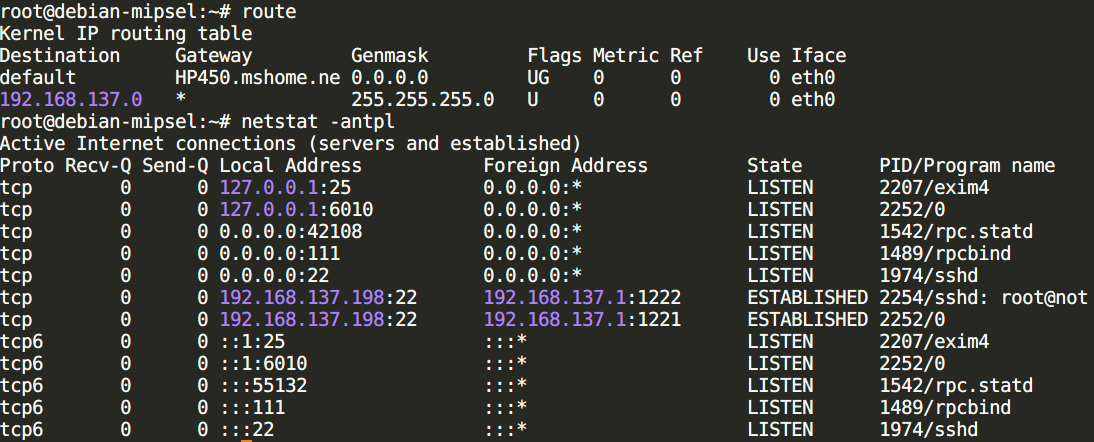 root@debian-mipsel:~# route
Kernel IP routing table
Destination     Gateway         Genmask         Flags Metric Ref    Use Iface
default         HP450.mshome.ne 0.0.0.0         UG    0      0        0 eth0
192.168.137.0   *               255.255.255.0   U     0      0        0 eth0
root@debian-mipsel:~# netstat -antpl
Active Internet connections (servers and established)
Proto Recv-Q Send-Q Local Address           Foreign Address         State       PID/Program name
tcp        0      0 127.0.0.1:25            0.0.0.0:*               LISTEN      2207/exim4
tcp        0      0 127.0.0.1:6010          0.0.0.0:*               LISTEN      2252/0
tcp        0      0 0.0.0.0:42108           0.0.0.0:*               LISTEN      1542/rpc.statd
tcp        0      0 0.0.0.0:111             0.0.0.0:*               LISTEN      1489/rpcbind
tcp        0      0 0.0.0.0:22              0.0.0.0:*               LISTEN      1974/sshd
tcp        0      0 192.168.137.198:22      192.168.137.1:1222      ESTABLISHED 2254/sshd: root@not
tcp        0      0 192.168.137.198:22      192.168.137.1:1221      ESTABLISHED 2252/0
tcp6       0      0 ::1:25                  :::*                    LISTEN      2207/exim4
tcp6       0      0 ::1:6010                :::*                    LISTEN      2252/0
tcp6       0      0 :::55132                :::*                    LISTEN      1542/rpc.statd
tcp6       0      0 :::111                  :::*                    LISTEN      1489/rpcbind
tcp6       0      0 :::22                   :::*                    LISTEN      1974/sshd